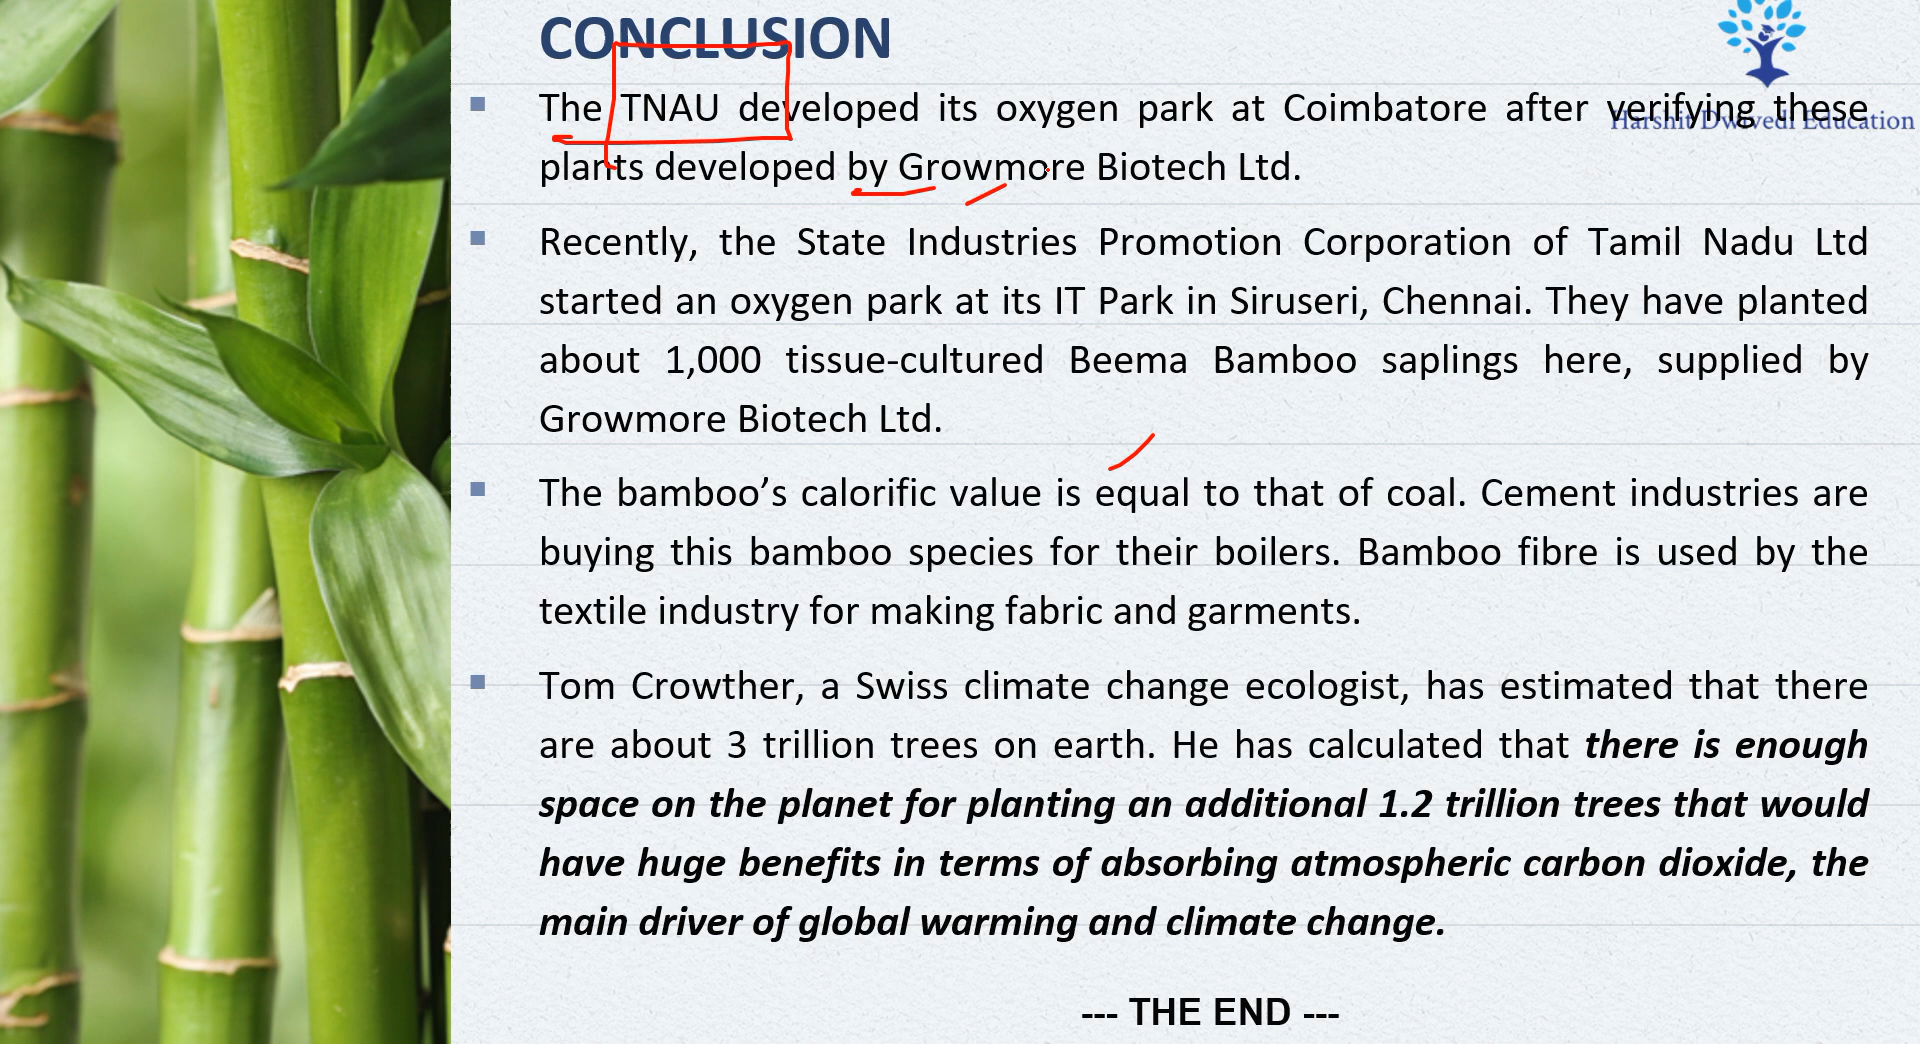 CONCLUSION
The TNAU developed its oxygen park at Coimbatore after verifying these
Harshit Dwivedi Education
plants developed by Growmore Biotech Ltd.
Recently, the State Industries Promotion Corporation of Tamil Nadu Ltd
started an oxygen park at its IT Park in Siruseri, Chennai. They have planted
about 1,000 tissue-cultured Beema Bamboo saplings here, supplied by
Growmore Biotech Ltd.
The bamboo’s calorific value is equal to that of coal. Cement industries are
buying this bamboo species for their boilers. Bamboo fibre is used by the
textile industry for making fabric and garments.
Tom Crowther, a Swiss climate change ecologist, has estimated that there
are about 3 trillion trees on earth. He has calculated that there is enough
space on the planet for planting an additional 1.2 trillion trees that would
have huge benefits in terms of absorbing atmospheric carbon dioxide, the
main driver of global warming and climate change.
--- THE END ---